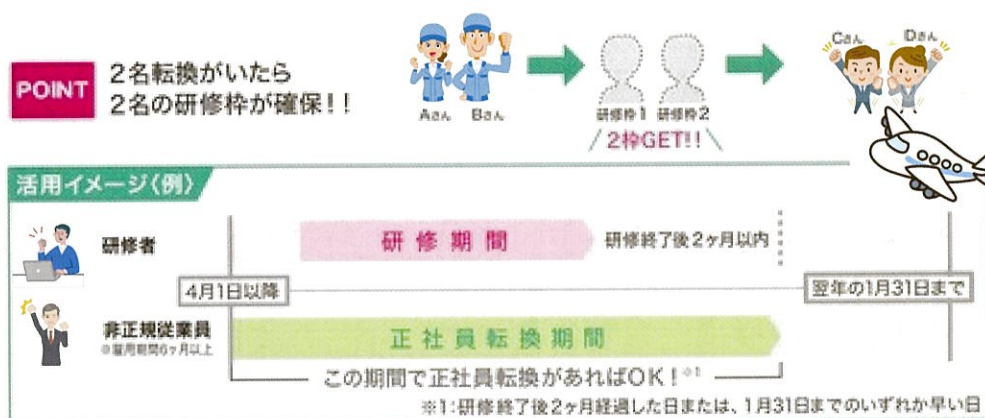 POINT
2名転換がいたら
2名の研修枠が確保!!
Aさん Bさん
研修枠1 研修枠2
2枠GET!!
Cさん Dさん
活用イメージ〈例〉
研修者
研修期間
研修終了後2ヶ月以内
4月1日以降
翌年の1月31日まで
非正規従業員
※雇用期間6ヶ月以上
正社員転換期間
この期間で正社員転換があればOK!※1
※1:研修終了後2ヶ月経過した日または、1月31日までのいずれか早い日